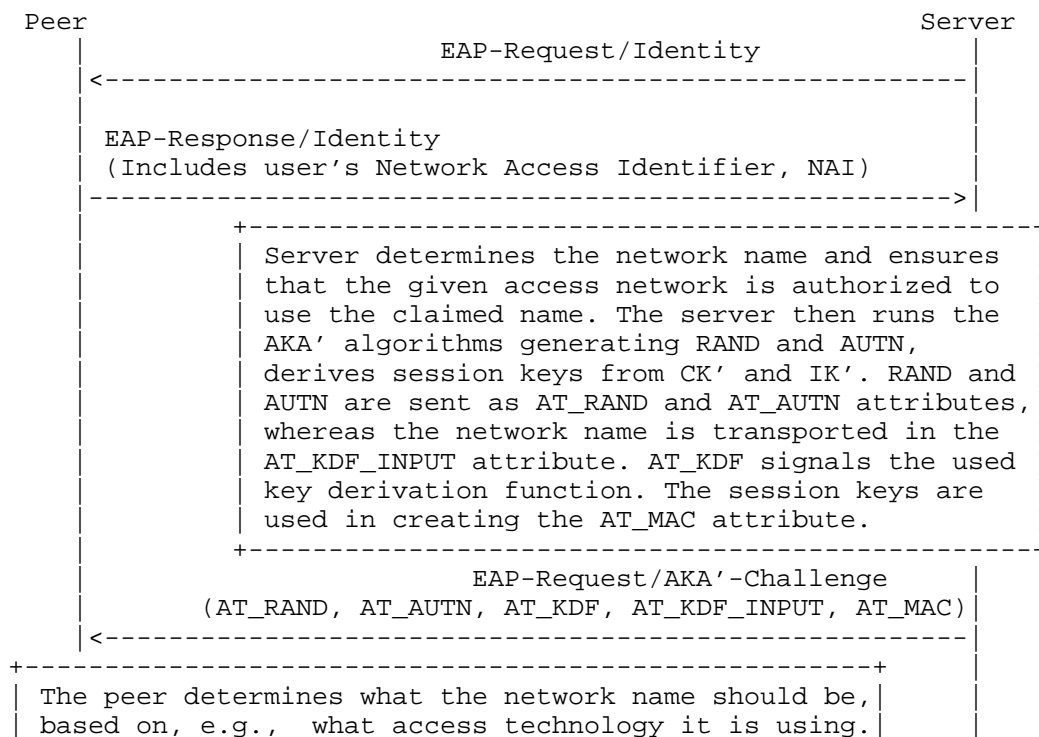 Peer Server
EAP-Request/Identity
EAP-Response/Identity
(Includes user's Network Access Identifier, NAI)
Server determines the network name and ensures
that the given access network is authorized to
use the claimed name. The server then runs the
AKA' algorithms generating RAND and AUTN,
derives session keys from CK' and IK'. RAND and
AUTN are sent as AT_RAND and AT_AUTN attributes,
whereas the network name is transported in the
AT_KDF_INPUT attribute. AT_KDF signals the used
key derivation function. The session keys are
used in creating the AT_MAC attribute.
EAP-Request/AKA'-Challenge
(AT_RAND, AT_AUTN, AT_KDF, AT_KDF_INPUT, AT_MAC)
The peer determines what the network name should be,
based on, e.g., what access technology it is using.